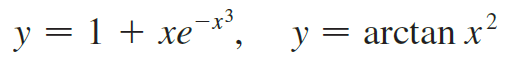 y = 1 + xe^{-x^3},   y = arctan x^2